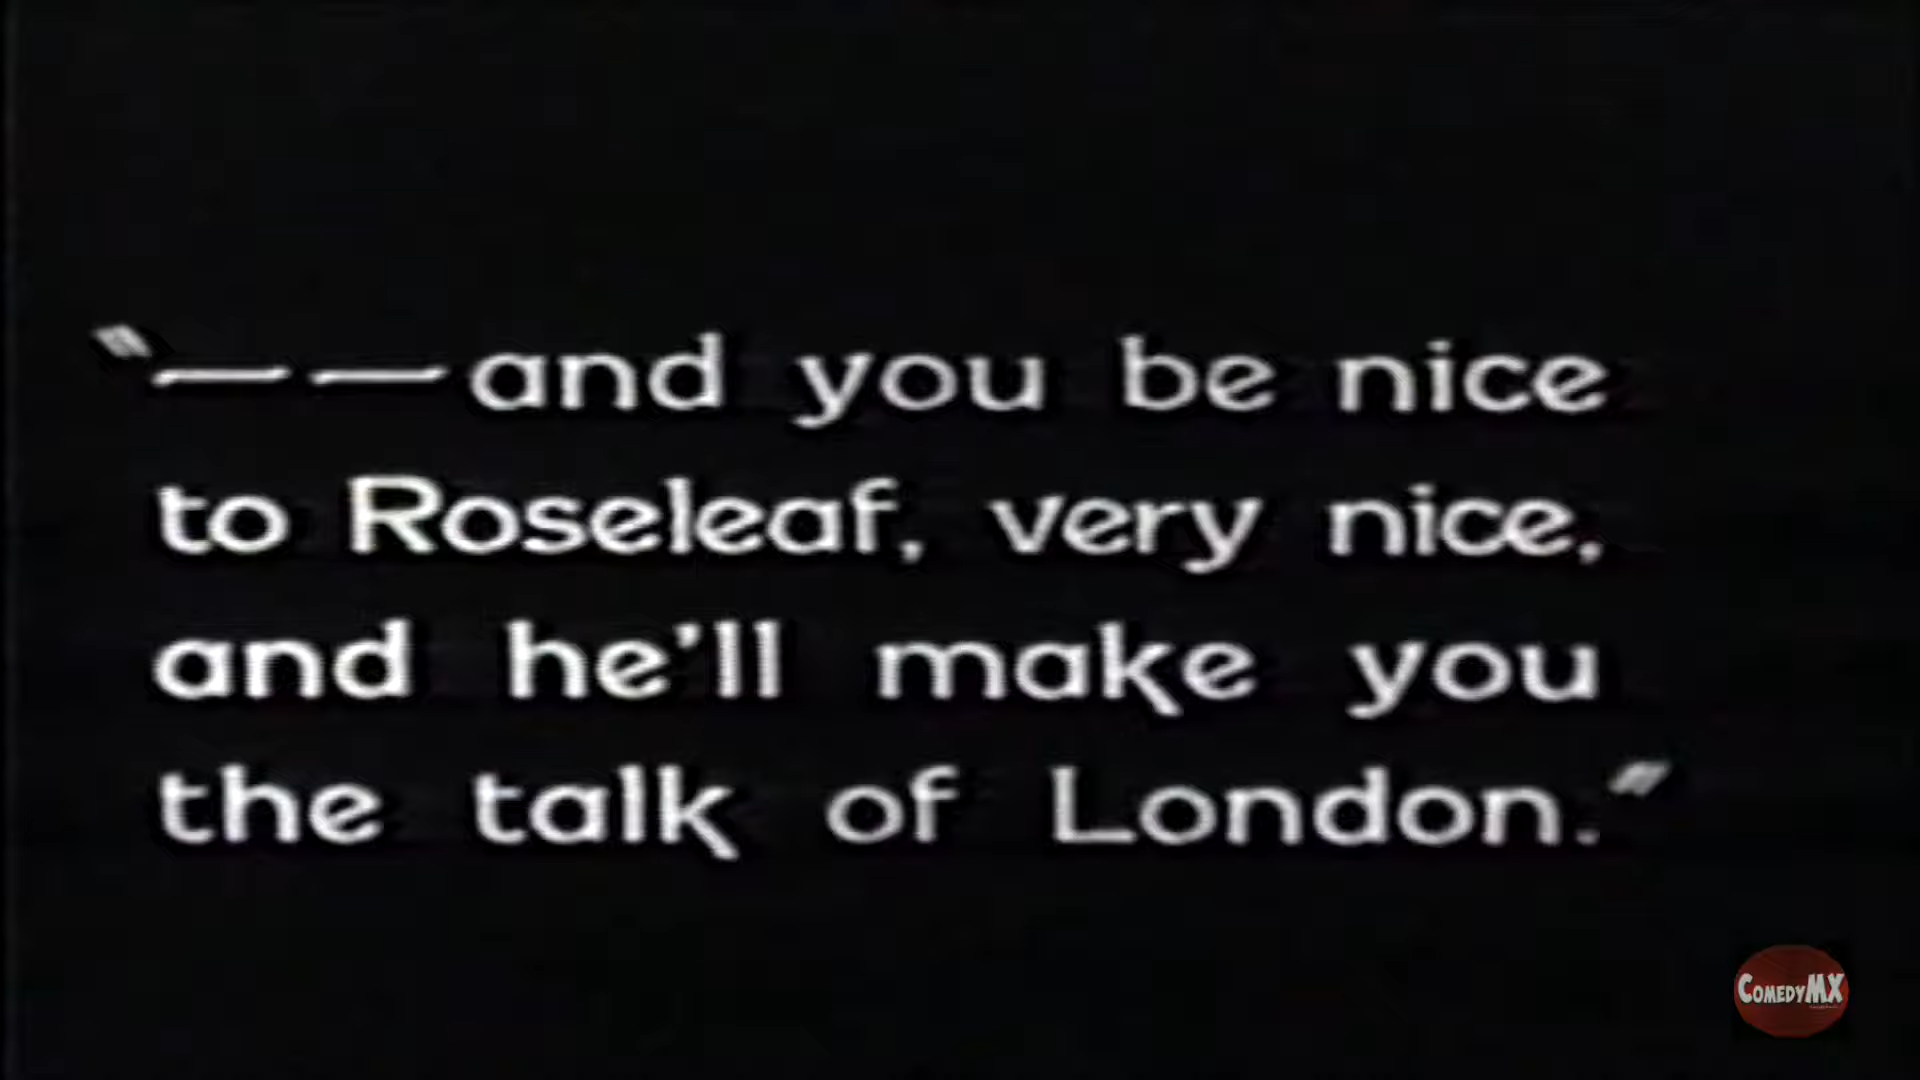 "——and you be nice
to Roseleaf, very nice,
and he'll make you
the talk of London."
COMEDYMX